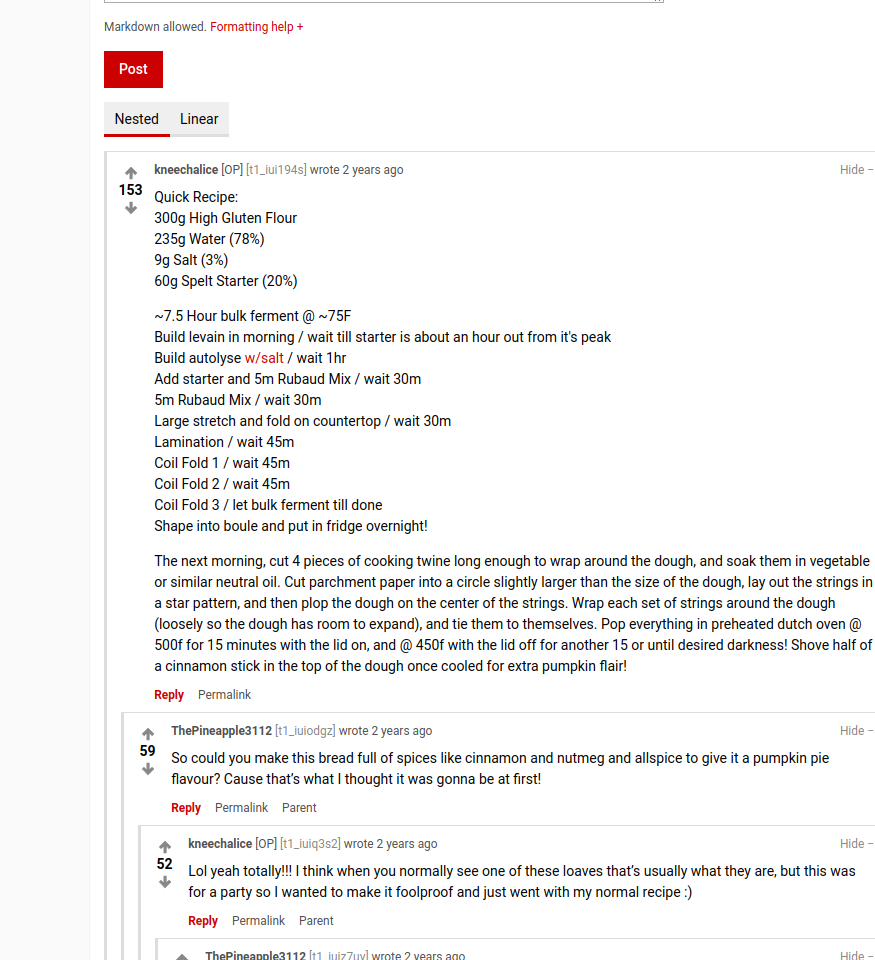 Markdown allowed. Formatting help +
Post
Nested Linear
kneechalice [OP] [t1_iui194s] wrote 2 years ago Hide −
153
Quick Recipe:
300g High Gluten Flour
235g Water (78%)
9g Salt (3%)
60g Spelt Starter (20%)
~7.5 Hour bulk ferment @ ~75F
Build levain in morning / wait till starter is about an hour out from it's peak
Build autolyse w/salt / wait 1hr
Add starter and 5m Rubaud Mix / wait 30m
5m Rubaud Mix / wait 30m
Large stretch and fold on countertop / wait 30m
Lamination / wait 45m
Coil Fold 1 / wait 45m
Coil Fold 2 / wait 45m
Coil Fold 3 / let bulk ferment till done
Shape into boule and put in fridge overnight!
The next morning, cut 4 pieces of cooking twine long enough to wrap around the dough, and soak them in vegetable
or similar neutral oil. Cut parchment paper into a circle slightly larger than the size of the dough, lay out the strings in
a star pattern, and then plop the dough on the center of the strings. Wrap each set of strings around the dough
(loosely so the dough has room to expand), and tie them to themselves. Pop everything in preheated dutch oven @
500f for 15 minutes with the lid on, and @ 450f with the lid off for another 15 or until desired darkness! Shove half of
a cinnamon stick in the top of the dough once cooled for extra pumpkin flair!
Reply Permalink
ThePineapple3112 [t1_iuiodgz] wrote 2 years ago Hide −
59
So could you make this bread full of spices like cinnamon and nutmeg and allspice to give it a pumpkin pie
flavour? Cause that’s what I thought it was gonna be at first!
Reply Permalink Parent
kneechalice [OP] [t1_iuiq3s2] wrote 2 years ago Hide −
52
Lol yeah totally!!! I think when you normally see one of these loaves that’s usually what they are, but this was
for a party so I wanted to make it foolproof and just went with my normal recipe :)
Reply Permalink Parent
ThePineapple3112 [t1_iuiz7uy] wrote 2 years ago Hide −